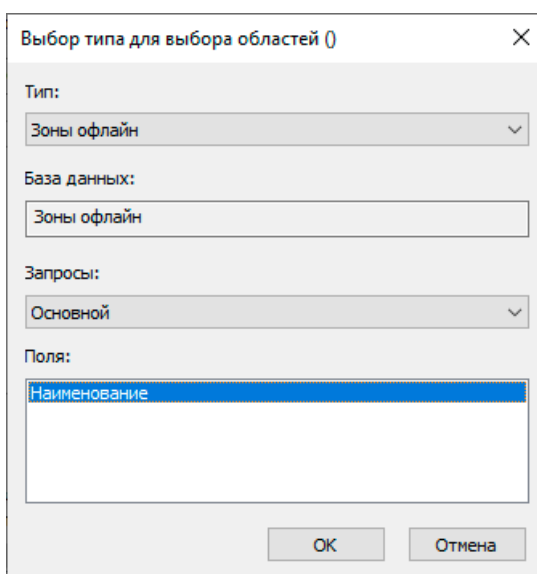 Выбор типа для выбора областей ()
Тип:
Зоны офлайн
База данных:
Зоны офлайн
Запросы:
Основной
Поля:
Наименование
OK
Отмена